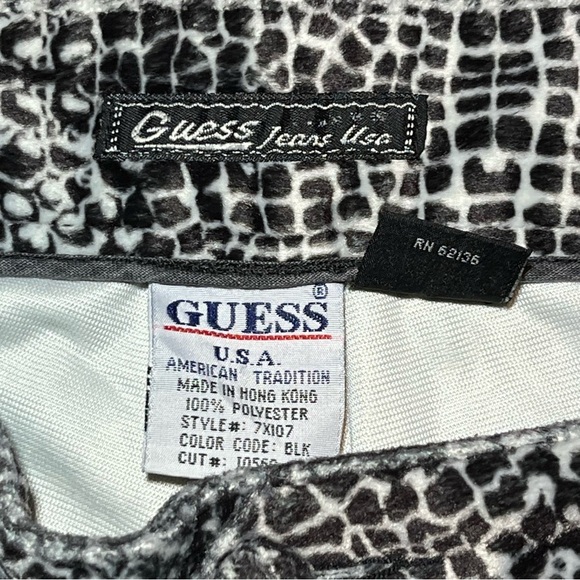 Guess Jeans Usa
RN 62136
GUESS®
U.S.A.
AMERICAN TRADITION
MADE IN HONG KONG
100% POLYESTER
STYLE#: 7X107
COLOR CODE: BLK
CUT#: